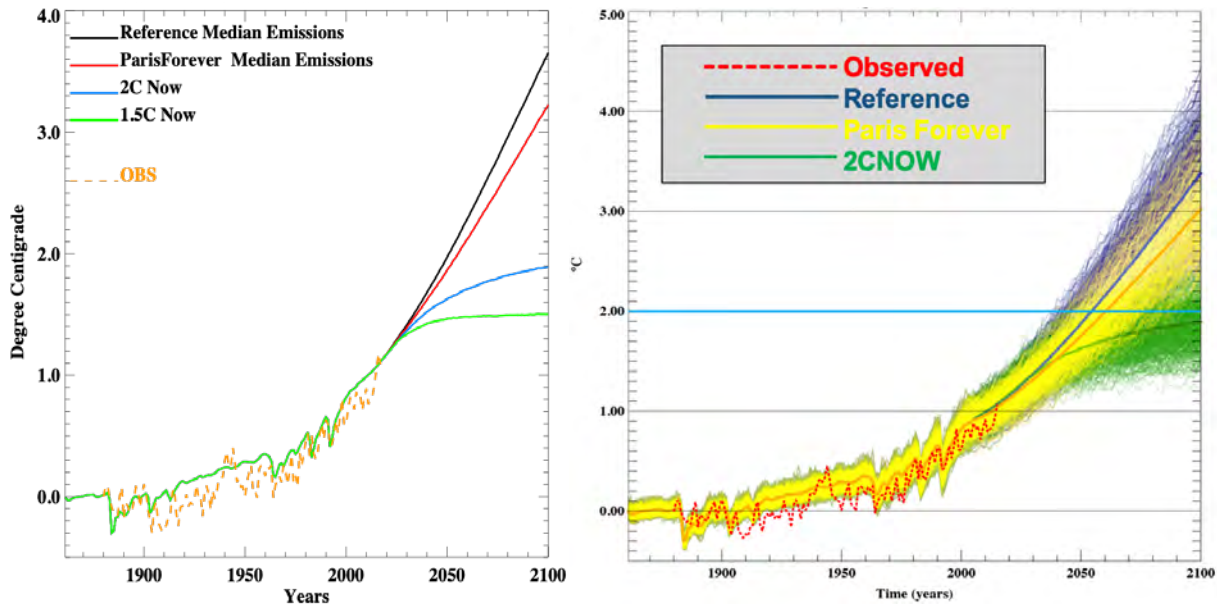 4.0
Reference Median Emissions
ParisForever Median Emissions
2C Now
1.5C Now
OBS
3.0
2.0
1.0
0.0
Degree Centigrade
1900
1950
2000
2050
2100
Years
5.00
Observed
Reference
Paris Forever
2CNOW
4.00
3.00
2.00
1.00
0.00
°C
1900
1950
2000
2050
2100
Time (years)